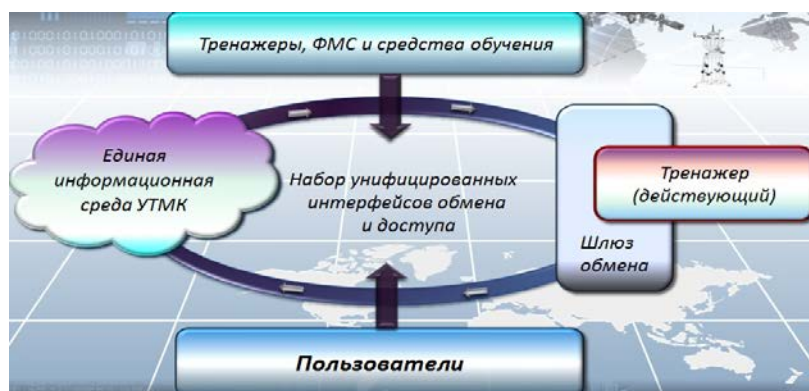 Тренажеры, ФМС и средства обучения
Единая
информационная
среда УТМК
Набор унифицированных
интерфейсов обмена
и доступа
Тренажер
(действующий)
Шлюз
обмена
Пользователи